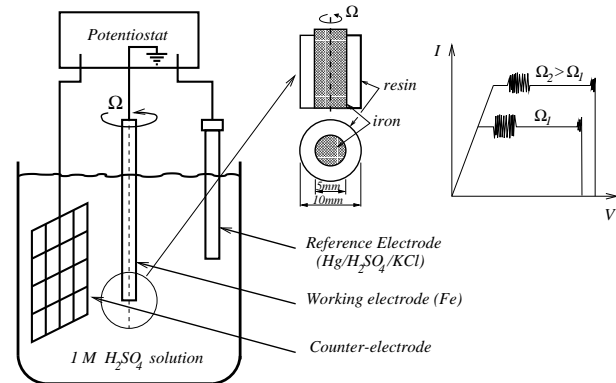 Potentiostat
Ω
Ω
resin
iron
5mm
10mm
I
Ω2>Ω1
Ω1
V
Reference Electrode
(Hg/H2SO4/KCl)
Working electrode (Fe)
Counter-electrode
1 M H2SO4 solution